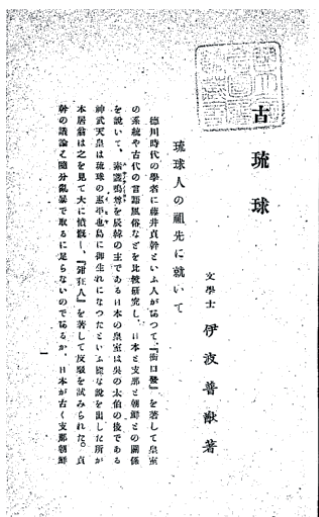 古琉球
文學士 伊波普猷著
琉球人の祖先に就いて
德川時代の學者に藤井貞幹といふ人があつて、『衝口發』を著して皇室
の系統や古代の言語風俗などを比較研究し、日本と支那と朝鮮との關係
を說いて、素盞嗚尊を辰韓の主である日本の皇室は吳の太伯の後である
神武天皇は琉球の惠平也島に御生れになつたといふ樣な說を出した所が
本居翁は之を見て大に憤慨し、『鉗狂人』を著して反駁を試みられた。貞
幹の議論も隨分亂暴で取るに足らないのであるが、日本が古く支那朝鮮
一